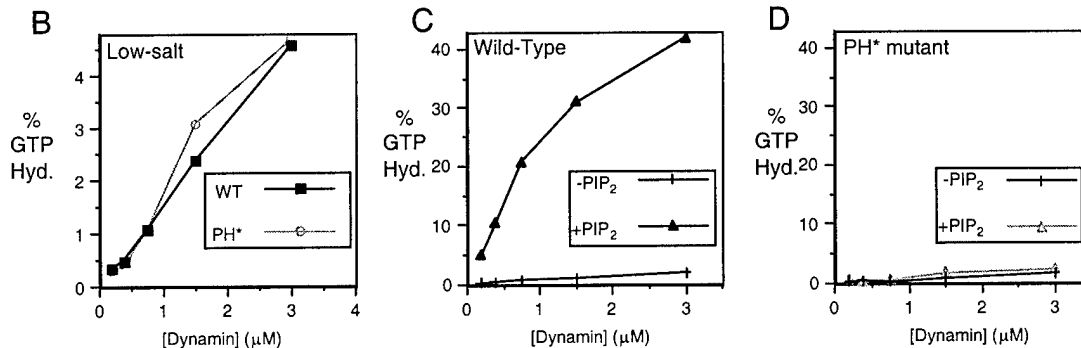 B
Low-salt
%
GTP
Hyd.
4
3
2
1
0
WT
PH*
0 1 2 3 4
[Dynamin] (μM)
C
Wild-Type
%
GTP
Hyd.
40
30
20
10
0
-PIP₂
+PIP₂
0 1 2 3
[Dynamin] (μM)
D
PH* mutant
%
GTP
Hyd.
40
30
20
10
0
-PIP₂
+PIP₂
0 1 2 3
[Dynamin] (μM)